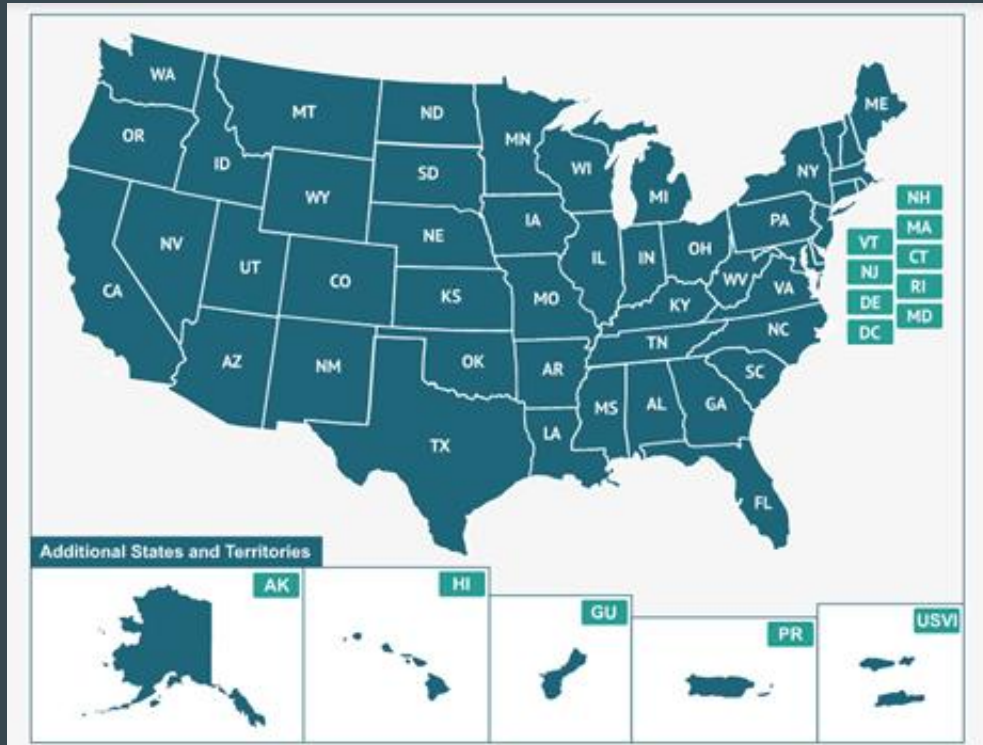 WA
MT
ND
ME
OR
MN
ID
SD
WI
NY
WY
MI
NH
IA
PA
MA
NE
VT
CT
NV
OH
UT
IL
IN
NJ
CO
WV
RI
CA
KS
MO
VA
DE
KY
MD
NC
DC
TN
AZ
NM
OK
AR
SC
MS
AL
GA
LA
TX
FL
Additional States and Territories
AK
HI
GU
PR
USVI